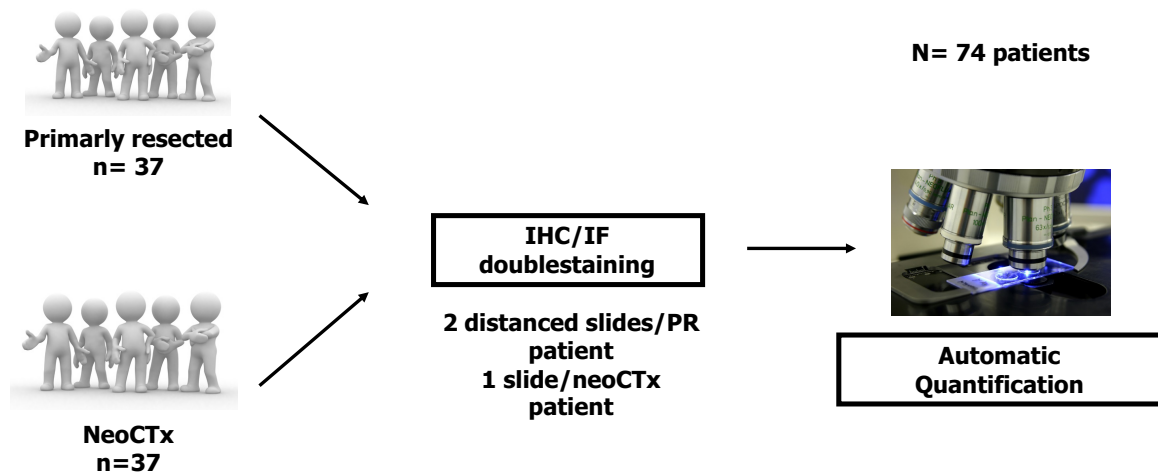 N= 74 patients
Primarly resected
n= 37
IHC/IF
doublestaining
2 distanced slides/PR
patient
1 slide/neoCTx
patient
Automatic
Quantification
NeoCTx
n=37